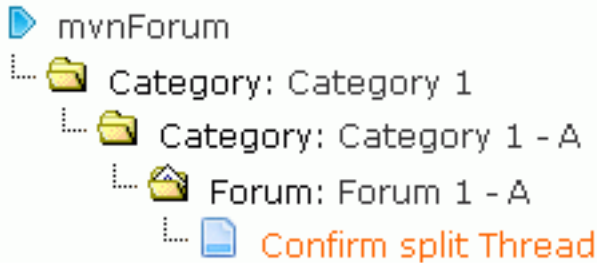 mvnForum
Category: Category 1
Category: Category 1 - A
Forum: Forum 1 - A
Confirm split Thread